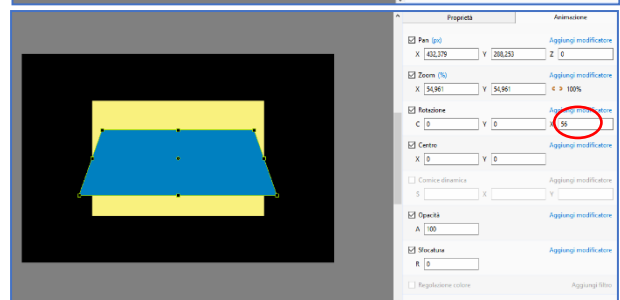 Proprietà Animazione
Pan (px) Aggiungi modificatore
X 432,379 Y 288,253 Z 0
Zoom (%) Aggiungi modificatore
X 54,961 Y 54,961 100%
Rotazione Aggiungi modificatore
C 0 Y 0 X 56
Centro Aggiungi modificatore
X 0 Y 0
Cornice dinamica Aggiungi modificatore
S X Y
Opacità Aggiungi modificatore
A 100
Sfocatura Aggiungi modificatore
R 0
Regolazione colore Aggiungi filtro